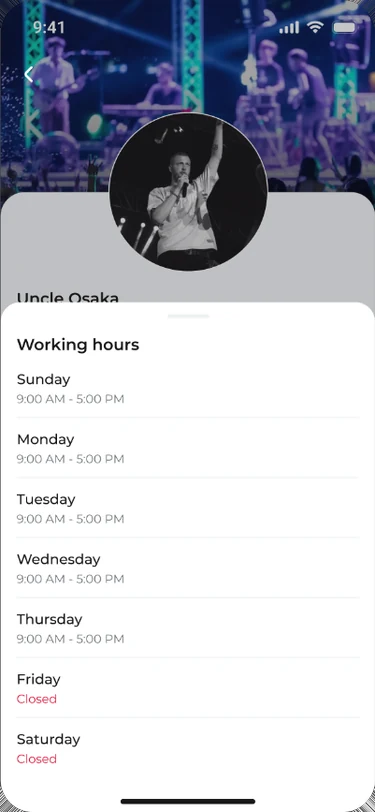 9:41
Uncle Osaka
Working hours
Sunday
9:00 AM - 5:00 PM
Monday
9:00 AM - 5:00 PM
Tuesday
9:00 AM - 5:00 PM
Wednesday
9:00 AM - 5:00 PM
Thursday
9:00 AM - 5:00 PM
Friday
Closed
Saturday
Closed